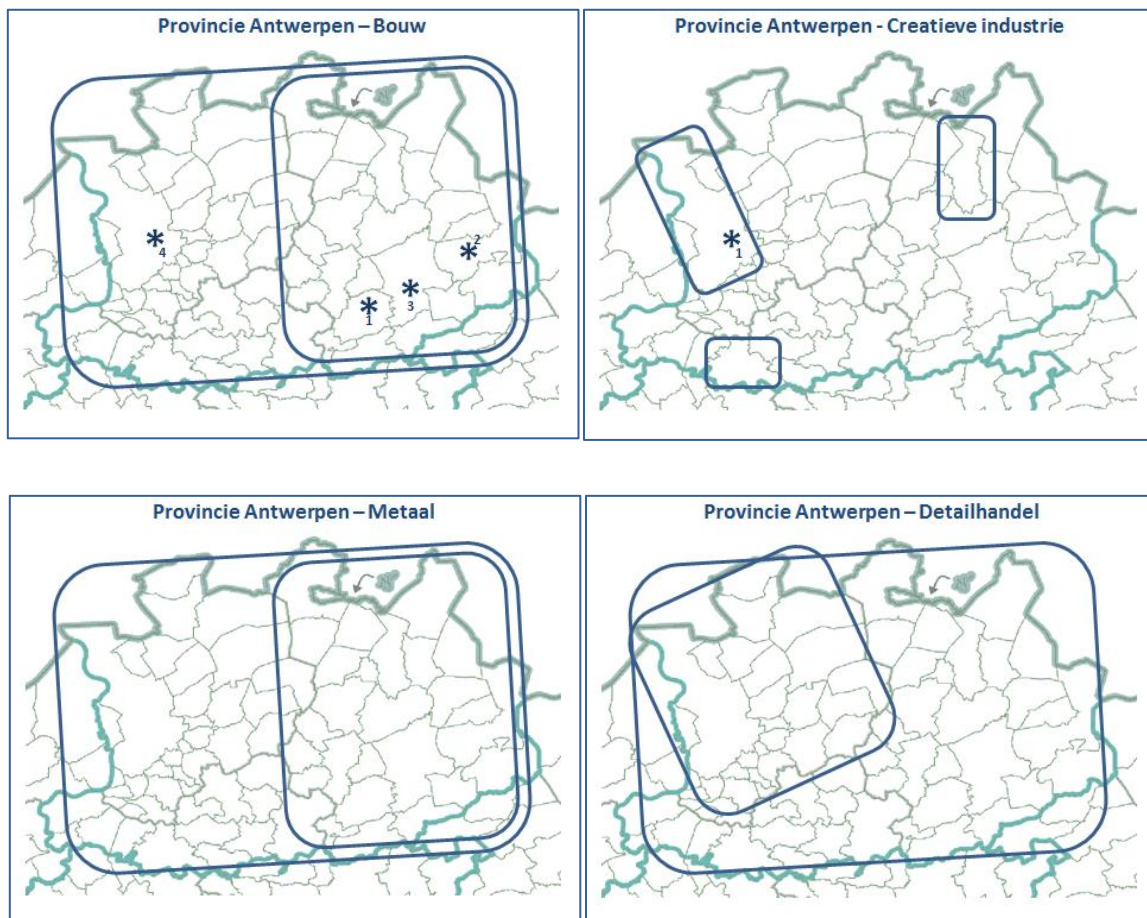 Provincie Antwerpen – Bouw
*4
*2
*3
*1
Provincie Antwerpen - Creatieve industrie
*1
Provincie Antwerpen – Metaal
Provincie Antwerpen – Detailhandel